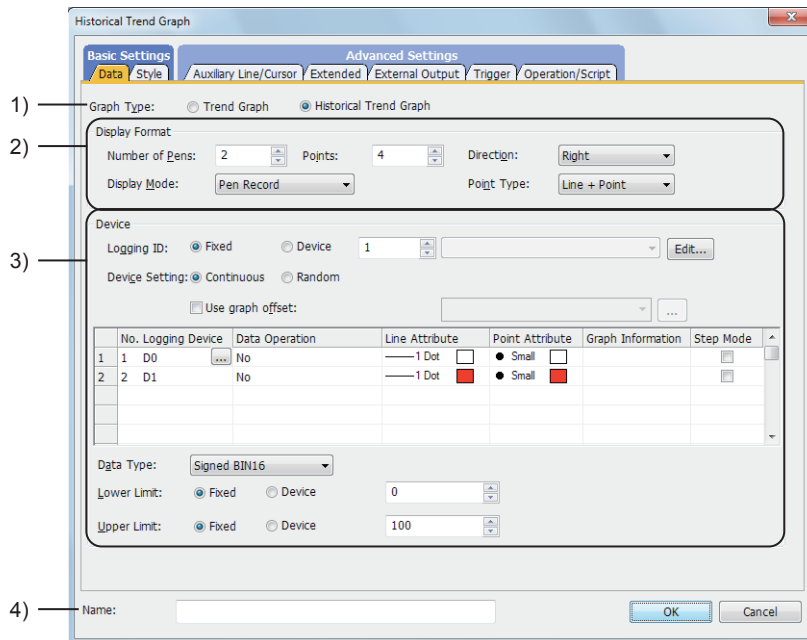 Historical Trend Graph
x
Basic Settings
Advanced Settings
Data
Style
Auxiliary Line/Cursor
Extended
External Output
Trigger
Operation/Script
1)
Graph Type:
Trend Graph
Historical Trend Graph
2)
Display Format
Number of Pens: 2 Points: 4 Direction: Right
Display Mode: Pen Record Point Type: Line + Point
3)
Device
Logging ID: Fixed Device 1 Edit...
Device Setting: Continuous Random
Use graph offset: ...
No. Logging Device Data Operation Line Attribute Point Attribute Graph Information Step Mode
1 1 D0 ... No 1 Dot Small
2 2 D1 No 1 Dot Small
Data Type: Signed BIN16
Lower Limit: Fixed Device 0
Upper Limit: Fixed Device 100
4)
Name:
OK
Cancel